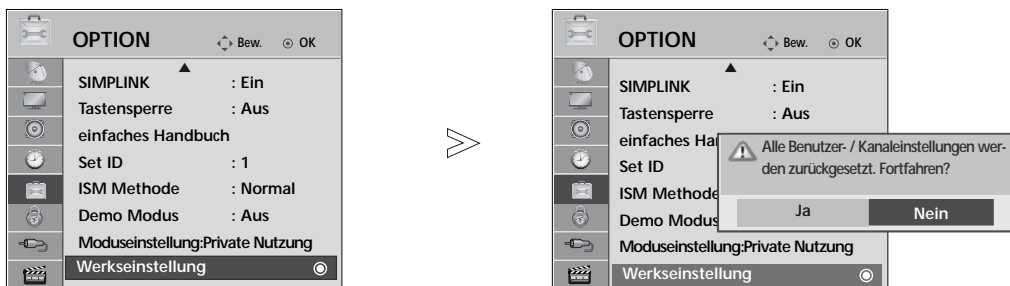 OPTION
Bew. OK
SIMPLINK : Ein
Tastensperre : Aus
einfaches Handbuch
Set ID : 1
ISM Methode : Normal
Demo Modus : Aus
Moduseinstellung:Private Nutzung
Werkseinstellung
OPTION
Bew. OK
SIMPLINK : Ein
Tastensperre : Aus
einfaches Han
Set ID
ISM Methode
Demo Modus
Moduseinstellung:Private Nutzung
Werkseinstellung
Alle Benutzer- / Kanaleinstellungen wer-
den zurückgesetzt. Fortfahren?
Ja Nein